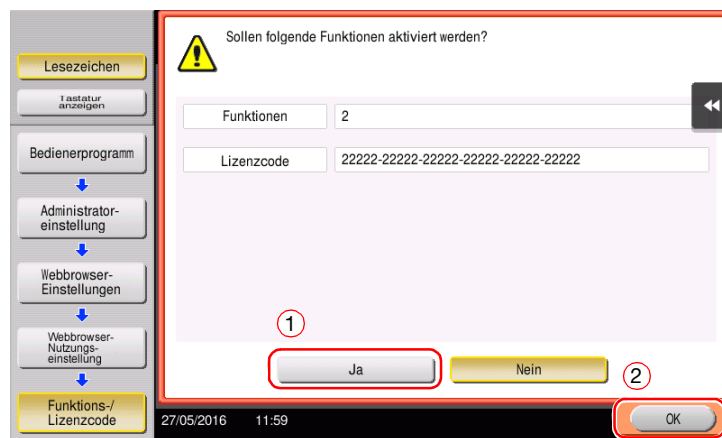 Lesezeichen
Tastatur
anzeigen
Bedienerprogramm
Administrator-
einstellung
Webbrowser-
Einstellungen
Webbrowser-
Nutzungs-
einstellung
Funktions-/
Lizenzcode
Sollen folgende Funktionen aktiviert werden?
Funktionen 2
Lizenzcode 22222-22222-22222-22222-22222-22222
1
Ja Nein
2
27/05/2016 11:59 OK